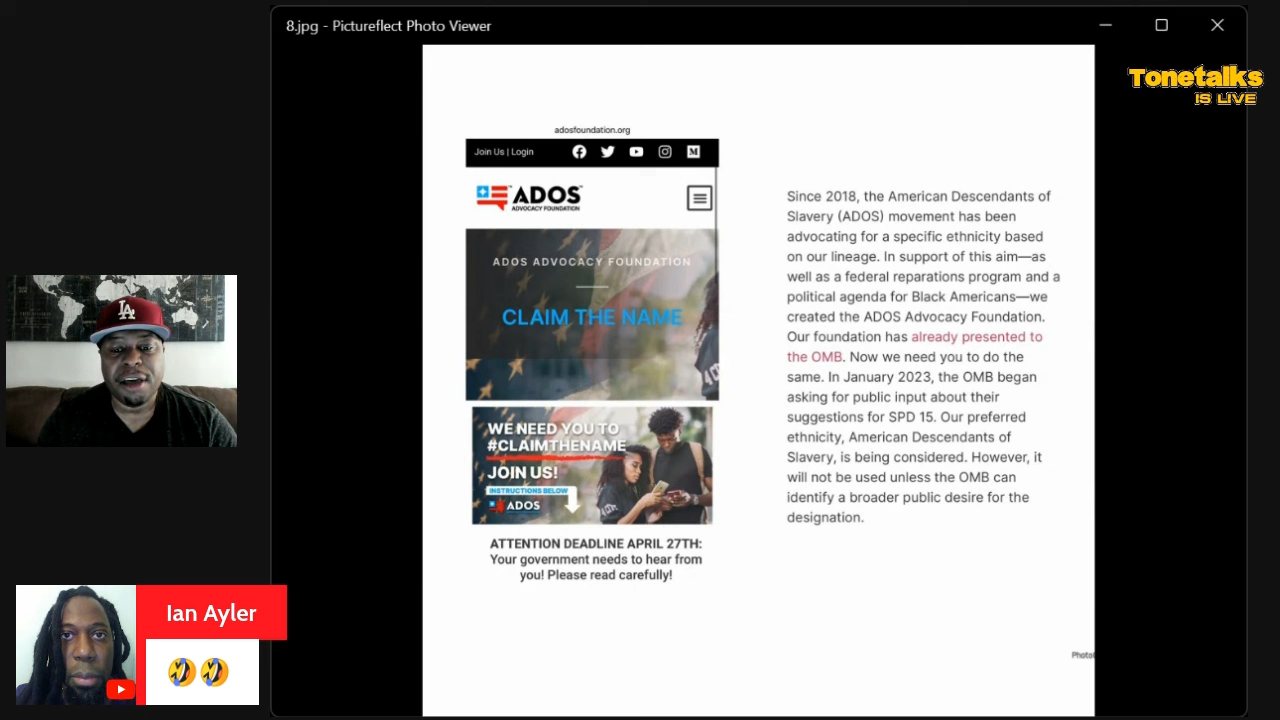 8.jpg - Pictureflect Photo Viewer
Tonetalks
IS LIVE
adosfoundation.org
Join Us | Login
ADOS
ADVOCACY FOUNDATION
ADOS ADVOCACY FOUNDATION
CLAIM THE NAME
WE NEED YOU TO
#CLAIMTHENAME
JOIN US!
INSTRUCTIONS BELOW
ADOS
ATTENTION DEADLINE APRIL 27TH:
Your government needs to hear from
you! Please read carefully!
Since 2018, the American Descendants of
Slavery (ADOS) movement has been
advocating for a specific ethnicity based
on our lineage. In support of this aim—as
well as a federal reparations program and a
political agenda for Black Americans—we
created the ADOS Advocacy Foundation.
Our foundation has already presented to
the OMB. Now we need you to do the
same. In January 2023, the OMB began
asking for public input about their
suggestions for SPD 15. Our preferred
ethnicity, American Descendants of
Slavery, is being considered. However, it
will not be used unless the OMB can
identify a broader public desire for the
designation.
LA
Ian Ayler